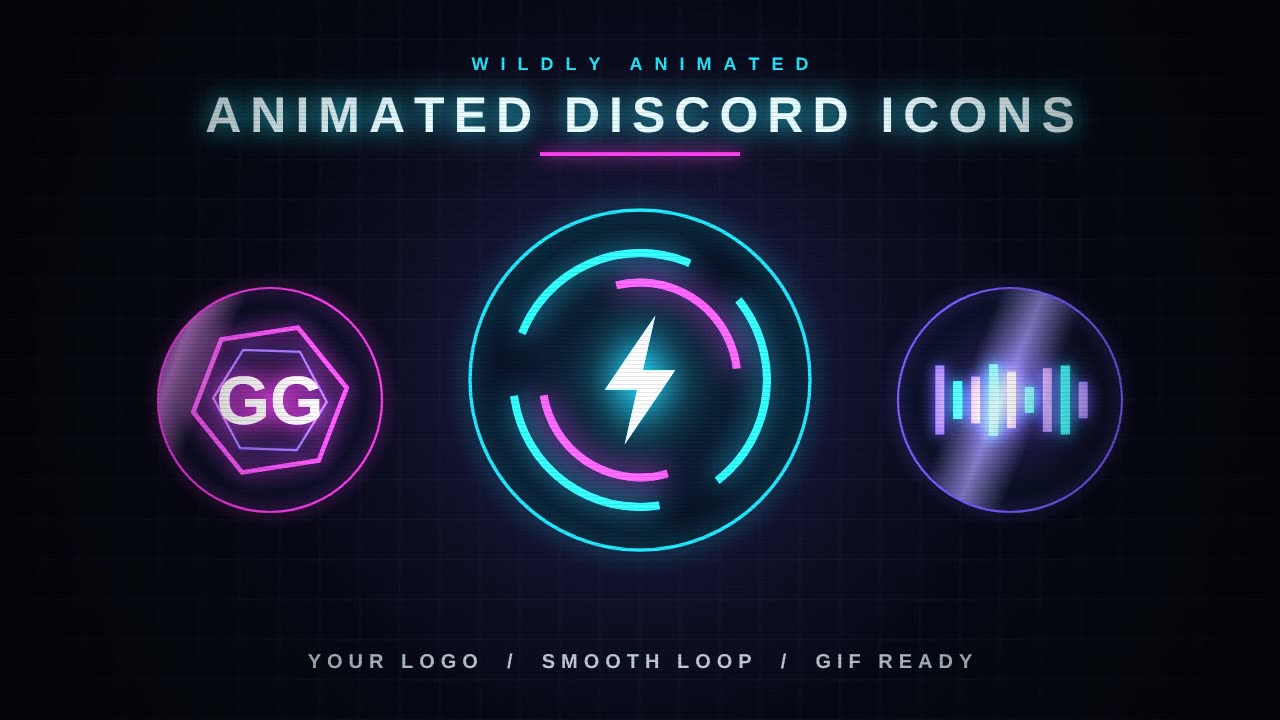 WILDLY ANIMATED
ANIMATED DISCORD ICONS
GG
YOUR LOGO / SMOOTH LOOP / GIF READY